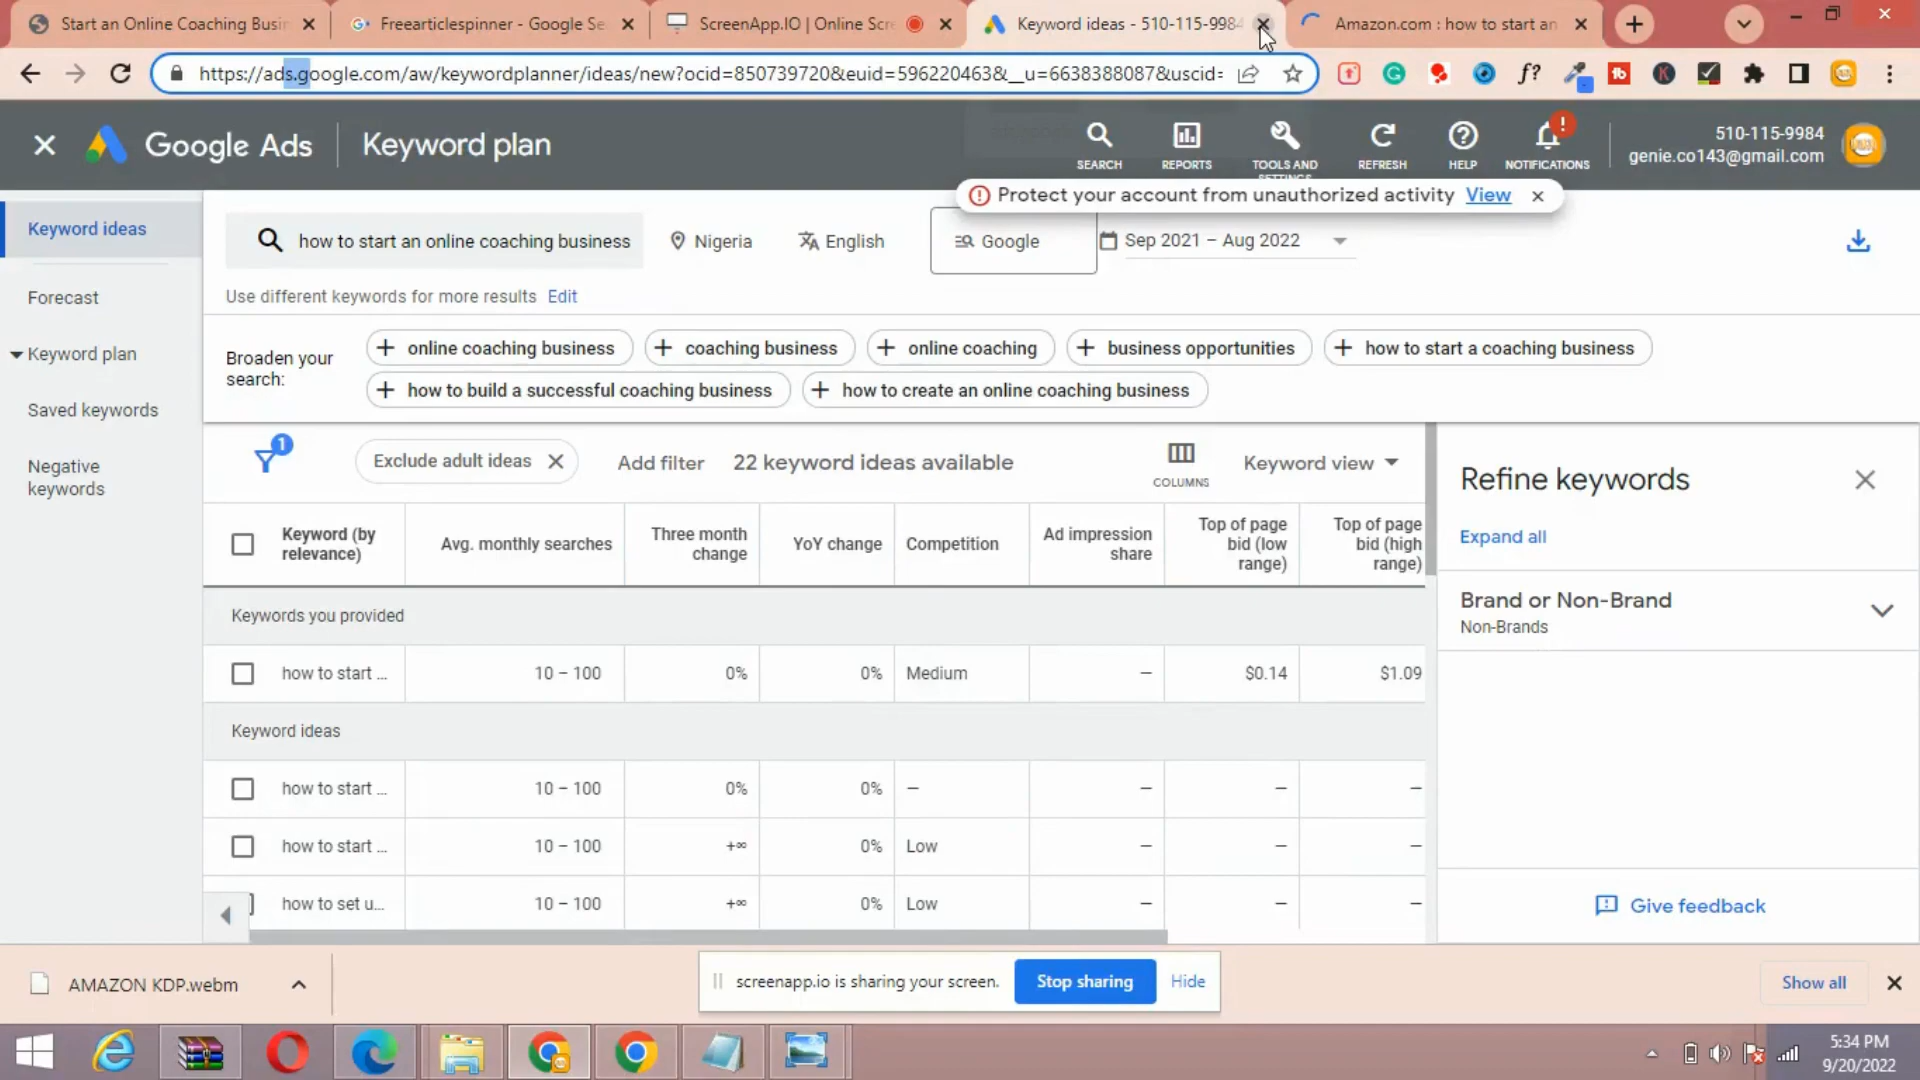 Start an Online Coaching Busin
Freearticlespinner - Google Se
ScreenApp.IO | Online Scre
Keyword ideas - 510-115-9984
Amazon.com : how to start an
https://ads.google.com/aw/keywordplanner/ideas/new?ocid=850739720&euid=596220463&__u=6638388087&uscid=
Google Ads
Keyword plan
SEARCH
REPORTS
TOOLS AND
SETTINGS
REFRESH
HELP
NOTIFICATIONS
510-115-9984
genie.co143@gmail.com
Protect your account from unauthorized activity View
Keyword ideas
Forecast
Keyword plan
Saved keywords
Negative
keywords
how to start an online coaching business
Nigeria
English
Google
Sep 2021 – Aug 2022
Use different keywords for more results Edit
Broaden your
search:
+ online coaching business
+ coaching business
+ online coaching
+ business opportunities
+ how to start a coaching business
+ how to build a successful coaching business
+ how to create an online coaching business
1
Exclude adult ideas
Add filter
22 keyword ideas available
COLUMNS
Keyword view
Refine keywords
Expand all
Brand or Non-Brand
Non-Brands
Give feedback
Keyword (by
relevance)
Avg. monthly searches
Three month
change
YoY change
Competition
Ad impression
share
Top of page
bid (low
range)
Top of page
bid (high
range)
Keywords you provided
how to start ... 10 – 100 0% 0% Medium – $0.14 $1.09
Keyword ideas
how to start ... 10 – 100 0% 0% – – – –
how to start ... 10 – 100 +∞ 0% Low – – –
how to set u... 10 – 100 +∞ 0% Low – – –
AMAZON KDP.webm
screenapp.io is sharing your screen.
Stop sharing
Hide
Show all
5:34 PM
9/20/2022